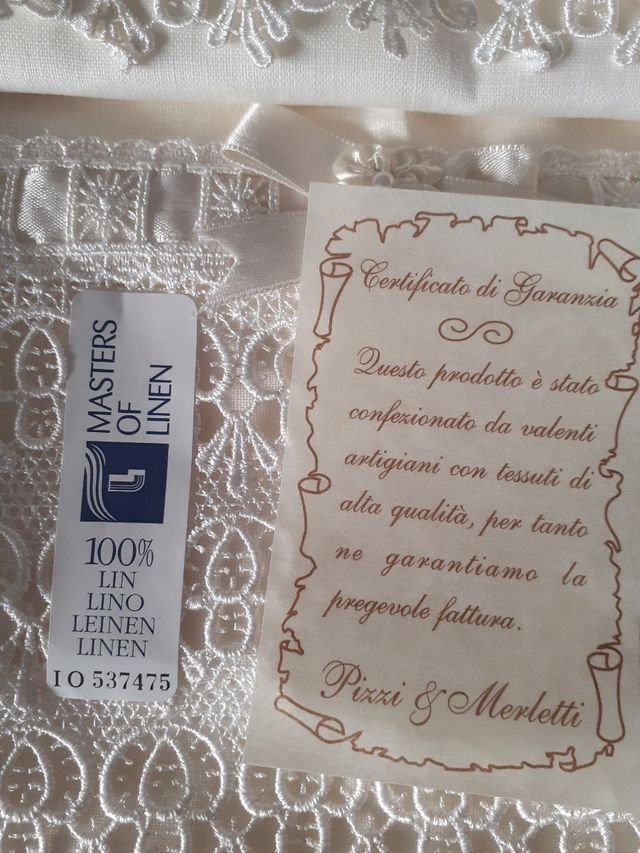 MASTERS
OF
LINEN
100%
LIN
LINO
LEINEN
LINEN
I O 537475
Certificato di Garanzia
Questo prodotto è stato
confezionato da valenti
artigiani con tessuti di
alta qualità, per tanto
ne garantiamo la
pregevole fattura.
Pizzi & Merletti